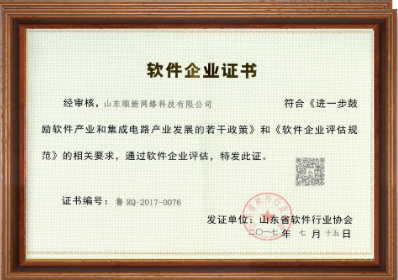 软件企业证书
经审核，山东顺能网络科技有限公司 符合《进一步鼓
励软件产业和集成电路产业发展的若干政策》和《软件企业评估规
范》的相关要求，通过软件企业评估，特发此证。
证书编号：鲁 RQ-2017-0076
发证单位：山东省软件行业协会
二〇一七年 七 月 十五日